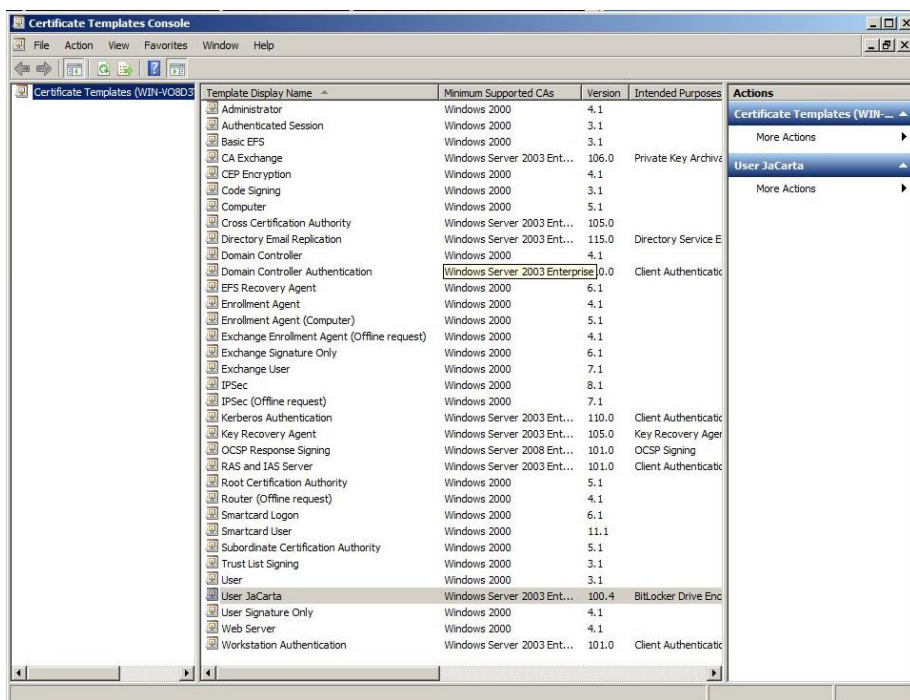 Certificate Templates Console
File Action View Favorites Window Help
Certificate Templates (WIN-VO8D3
Template Display Name Minimum Supported CAs Version Intended Purposes
Administrator Windows 2000 4.1
Authenticated Session Windows 2000 3.1
Basic EFS Windows 2000 3.1
CA Exchange Windows Server 2003 Ent... 106.0 Private Key Archiva
CEP Encryption Windows 2000 4.1
Code Signing Windows 2000 3.1
Computer Windows 2000 5.1
Cross Certification Authority Windows Server 2003 Ent... 105.0
Directory Email Replication Windows Server 2003 Ent... 115.0 Directory Service E
Domain Controller Windows 2000 4.1
Domain Controller Authentication Windows Server 2003 Enterprise .0.0 Client Authenticatic
EFS Recovery Agent Windows 2000 6.1
Enrollment Agent Windows 2000 4.1
Enrollment Agent (Computer) Windows 2000 5.1
Exchange Enrollment Agent (Offline request) Windows 2000 4.1
Exchange Signature Only Windows 2000 6.1
Exchange User Windows 2000 7.1
IPSec Windows 2000 8.1
IPSec (Offline request) Windows 2000 7.1
Kerberos Authentication Windows Server 2003 Ent... 110.0 Client Authenticatic
Key Recovery Agent Windows Server 2003 Ent... 105.0 Key Recovery Ager
OCSP Response Signing Windows Server 2008 Ent... 101.0 OCSP Signing
RAS and IAS Server Windows Server 2003 Ent... 101.0 Client Authenticatic
Root Certification Authority Windows 2000 5.1
Router (Offline request) Windows 2000 4.1
Smartcard Logon Windows 2000 6.1
Smartcard User Windows 2000 11.1
Subordinate Certification Authority Windows 2000 5.1
Trust List Signing Windows 2000 3.1
User Windows 2000 3.1
User JaCarta Windows Server 2003 Ent... 100.4 BitLocker Drive Enc
User Signature Only Windows 2000 4.1
Web Server Windows 2000 4.1
Workstation Authentication Windows Server 2003 Ent... 101.0 Client Authenticatic
Actions
Certificate Templates (WIN-...
More Actions
User JaCarta
More Actions